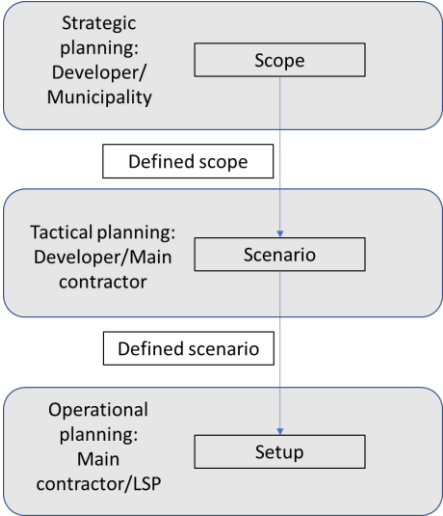 Strategic
planning:
Developer/
Municipality
Scope
Defined scope
Tactical planning:
Developer/Main
contractor
Scenario
Defined scenario
Operational
planning:
Main
contractor/LSP
Setup